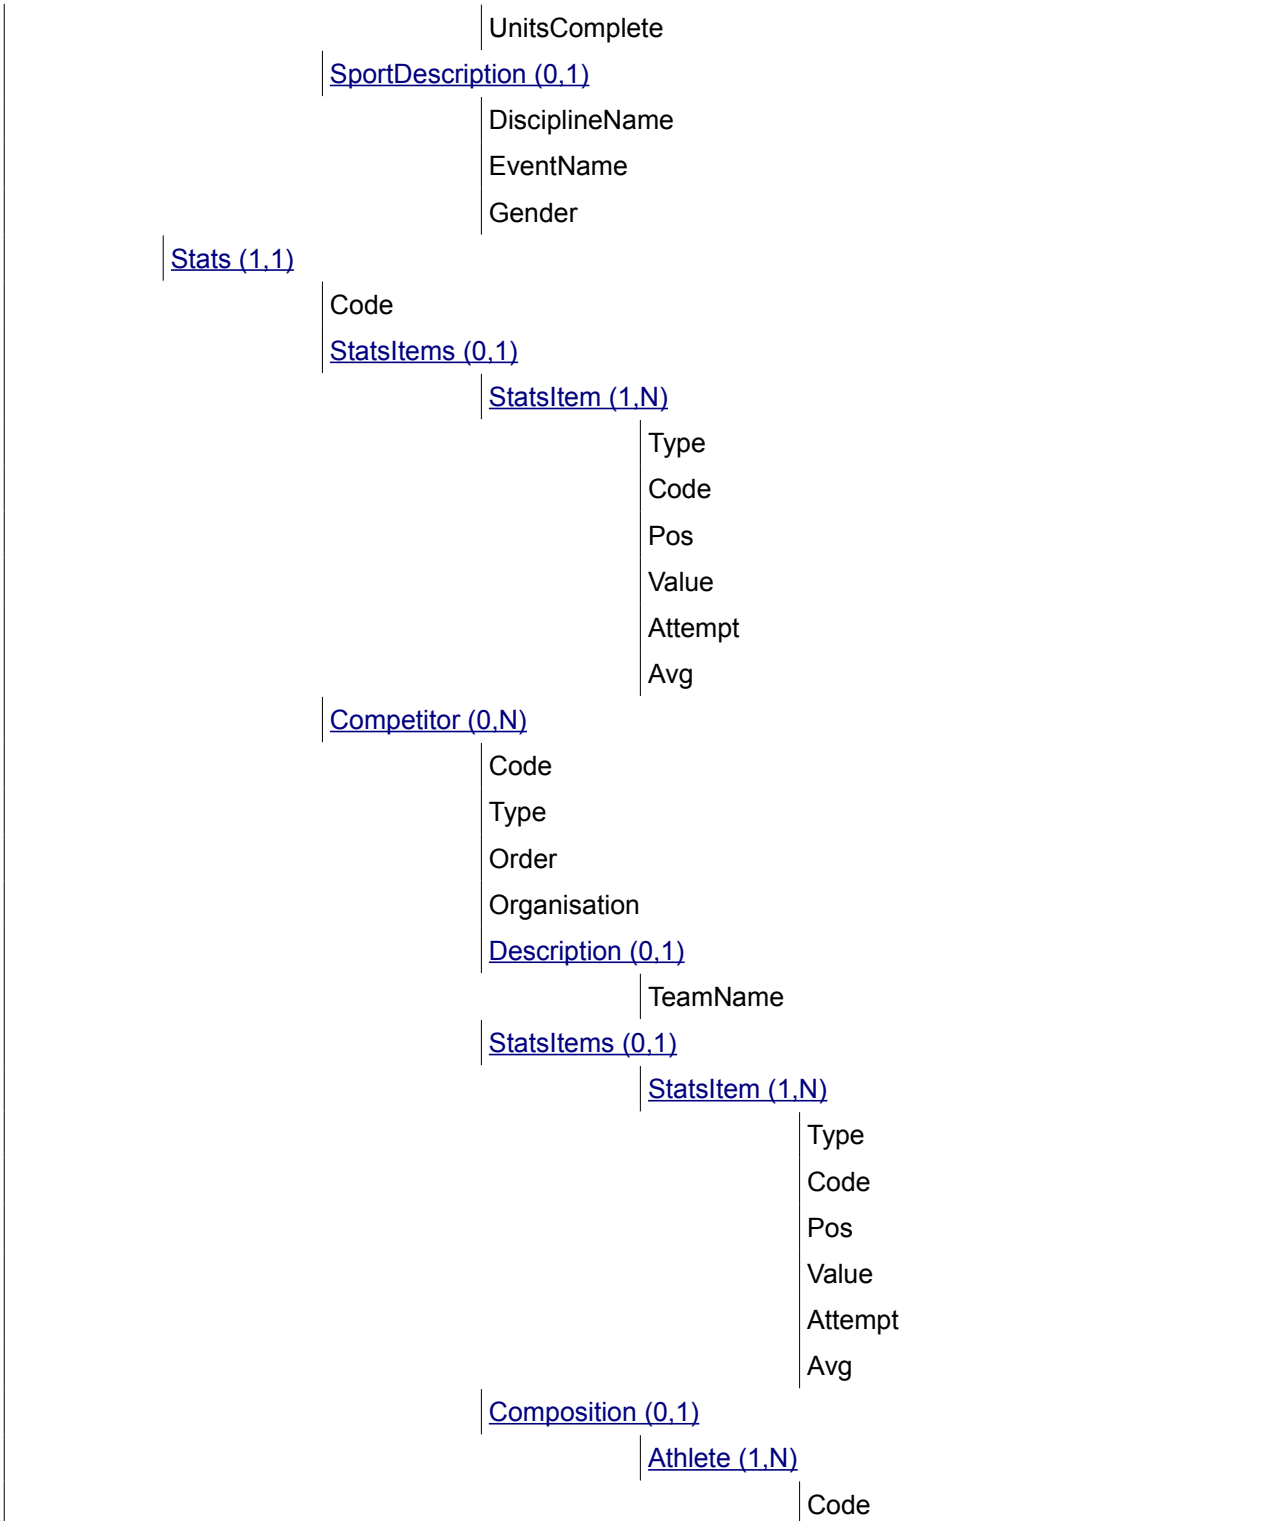 UnitsComplete
SportDescription (0,1)
DisciplineName
EventName
Gender
Stats (1,1)
Code
StatsItems (0,1)
StatsItem (1,N)
Type
Code
Pos
Value
Attempt
Avg
Competitor (0,N)
Code
Type
Order
Organisation
Description (0,1)
TeamName
StatsItems (0,1)
StatsItem (1,N)
Type
Code
Pos
Value
Attempt
Avg
Composition (0,1)
Athlete (1,N)
Code